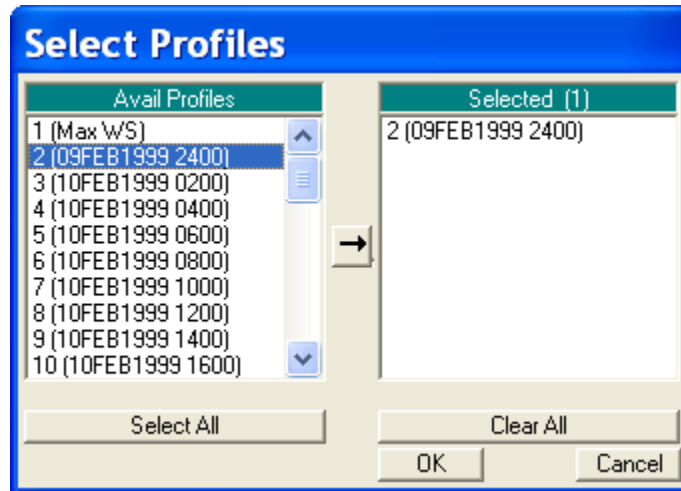 Select Profiles
Avail Profiles
1 (Max WS)
2 (09FEB1999 2400)
3 (10FEB1999 0200)
4 (10FEB1999 0400)
5 (10FEB1999 0600)
6 (10FEB1999 0800)
7 (10FEB1999 1000)
8 (10FEB1999 1200)
9 (10FEB1999 1400)
10 (10FEB1999 1600)
Select All
Selected (1)
2 (09FEB1999 2400)
Clear All
OK
Cancel